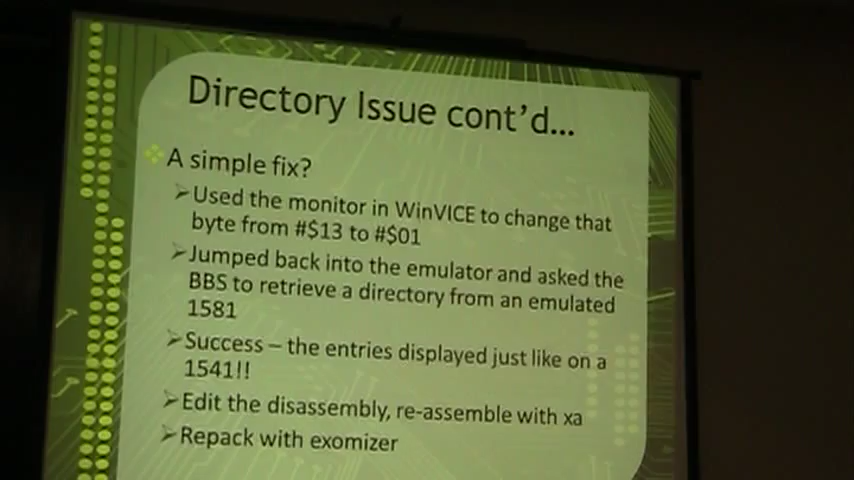 Directory Issue cont'd...
A simple fix?
Used the monitor in WinVICE to change that
byte from #$13 to #$01
Jumped back into the emulator and asked the
BBS to retrieve a directory from an emulated
1581
Success – the entries displayed just like on a
1541!!
Edit the disassembly, re-assemble with xa
Repack with exomizer